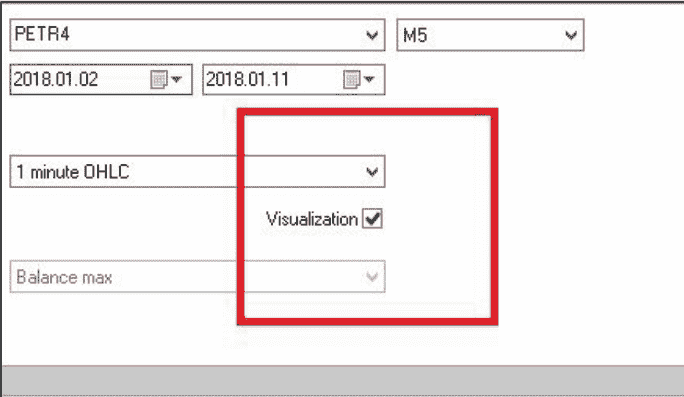 PETR4 M5
2018.01.02 2018.01.11
1 minute OHLC
Visualization
Balance max